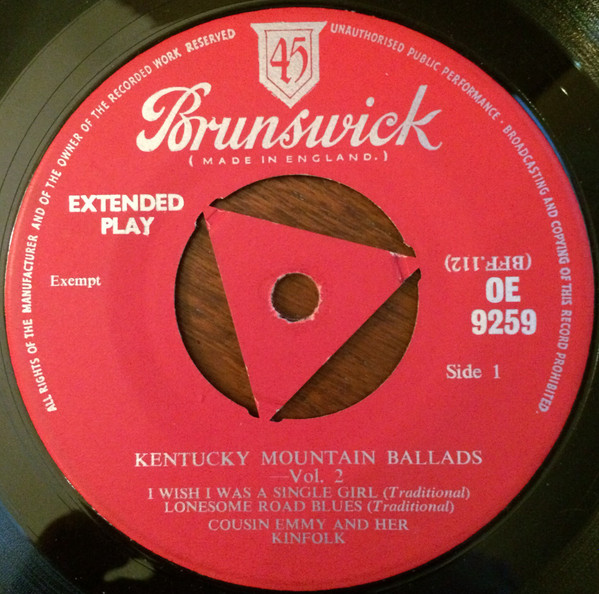 ALL RIGHTS OF THE MANUFACTURER AND OF THE OWNER OF THE RECORDED WORK RESERVED
UNAUTHORISED PUBLIC PERFORMANCE · BROADCASTING AND COPYING OF THIS RECORD PROHIBITED.
45
Brunswick
(MADE IN ENGLAND.)
EXTENDED
PLAY
Exempt
(BFF.112)
OE
9259
Side 1
KENTUCKY MOUNTAIN BALLADS
—Vol. 2
I WISH I WAS A SINGLE GIRL (Traditional)
LONESOME ROAD BLUES (Traditional)
COUSIN EMMY AND HER
KINFOLK